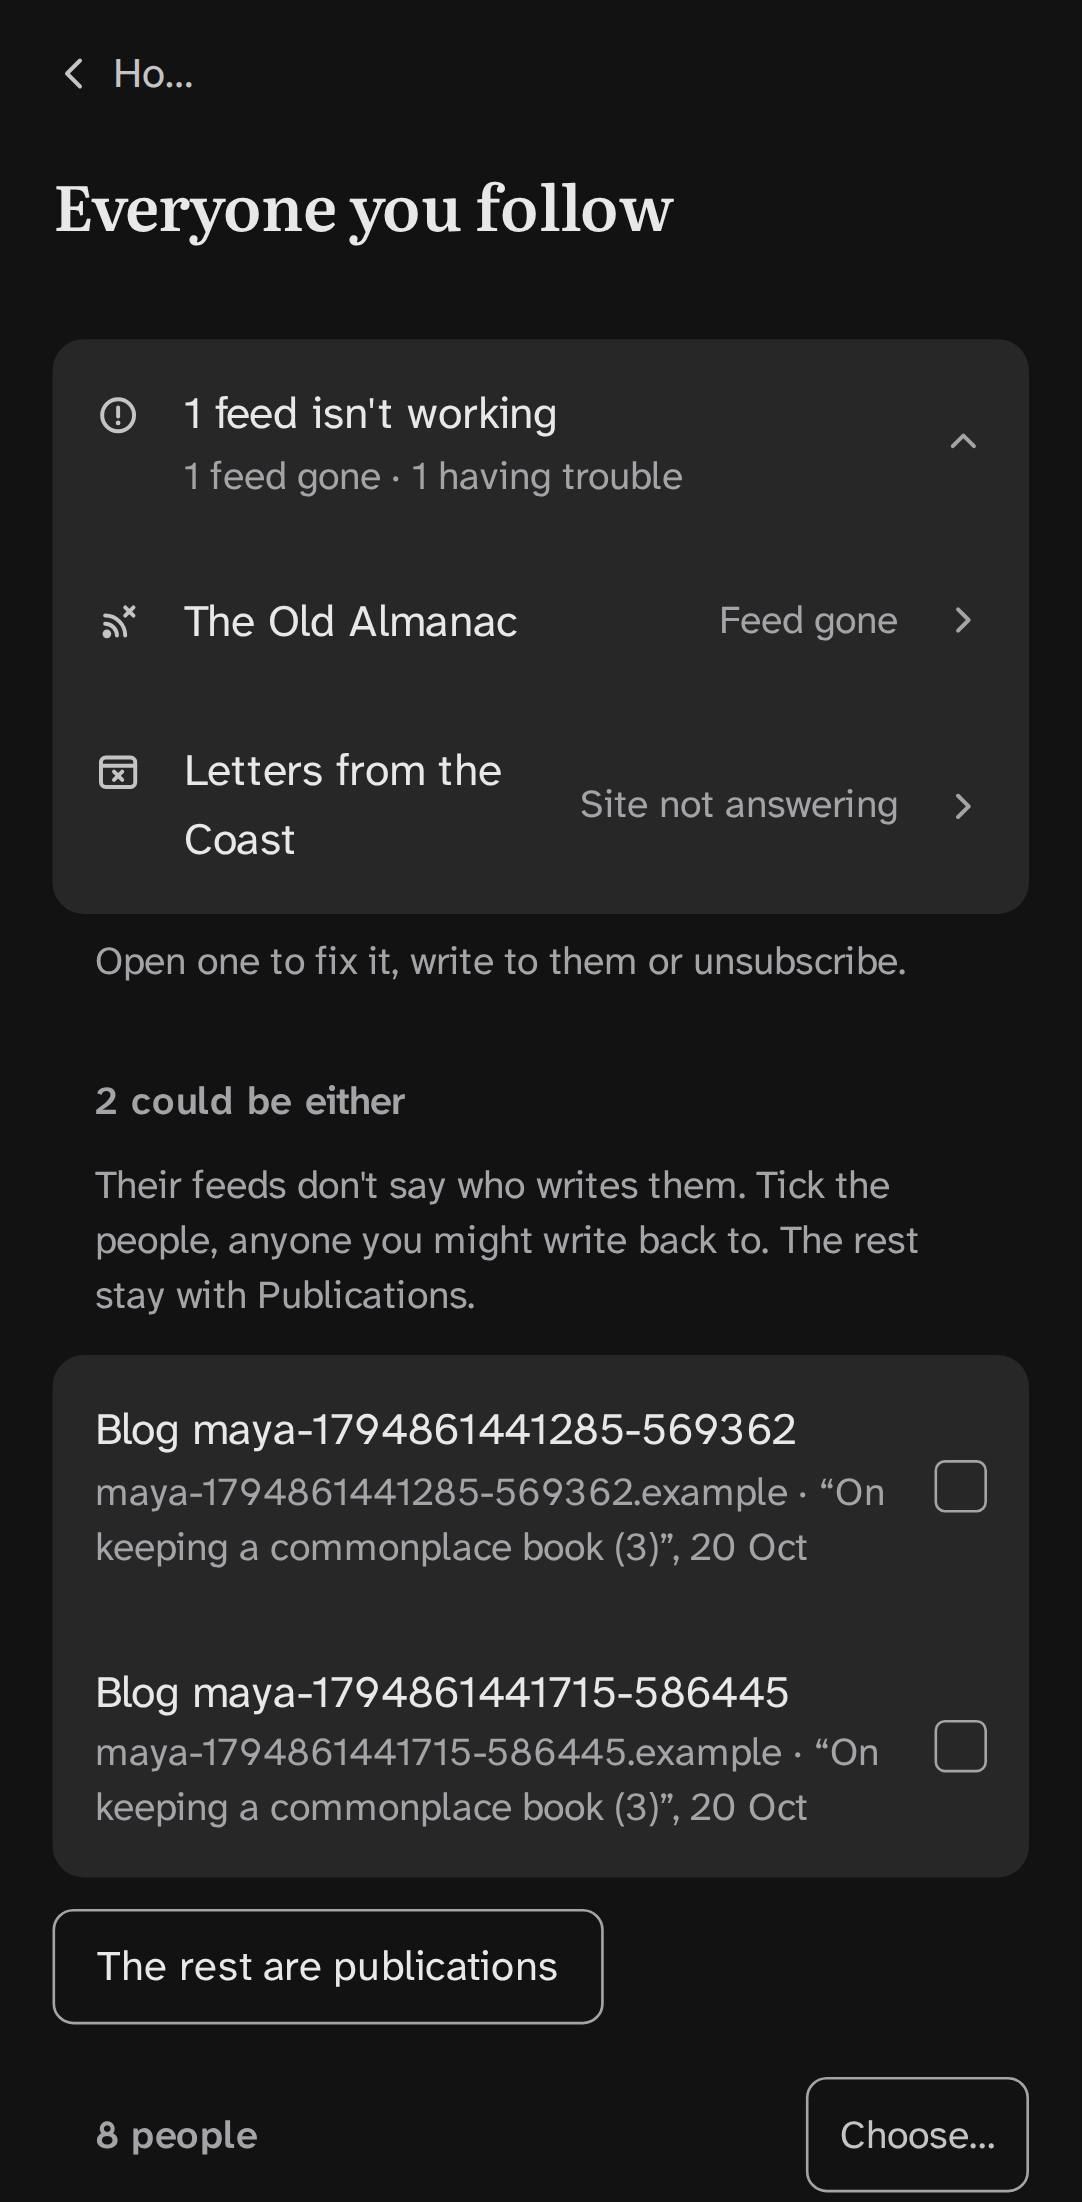 Ho...
Everyone you follow
1 feed isn't working
1 feed gone · 1 having trouble
The Old Almanac
Feed gone
Letters from the
Coast
Site not answering
Open one to fix it, write to them or unsubscribe.
2 could be either
Their feeds don't say who writes them. Tick the
people, anyone you might write back to. The rest
stay with Publications.
Blog maya-1794861441285-569362
maya-1794861441285-569362.example · “On
keeping a commonplace book (3)”, 20 Oct
Blog maya-1794861441715-586445
maya-1794861441715-586445.example · “On
keeping a commonplace book (3)”, 20 Oct
The rest are publications
8 people
Choose...